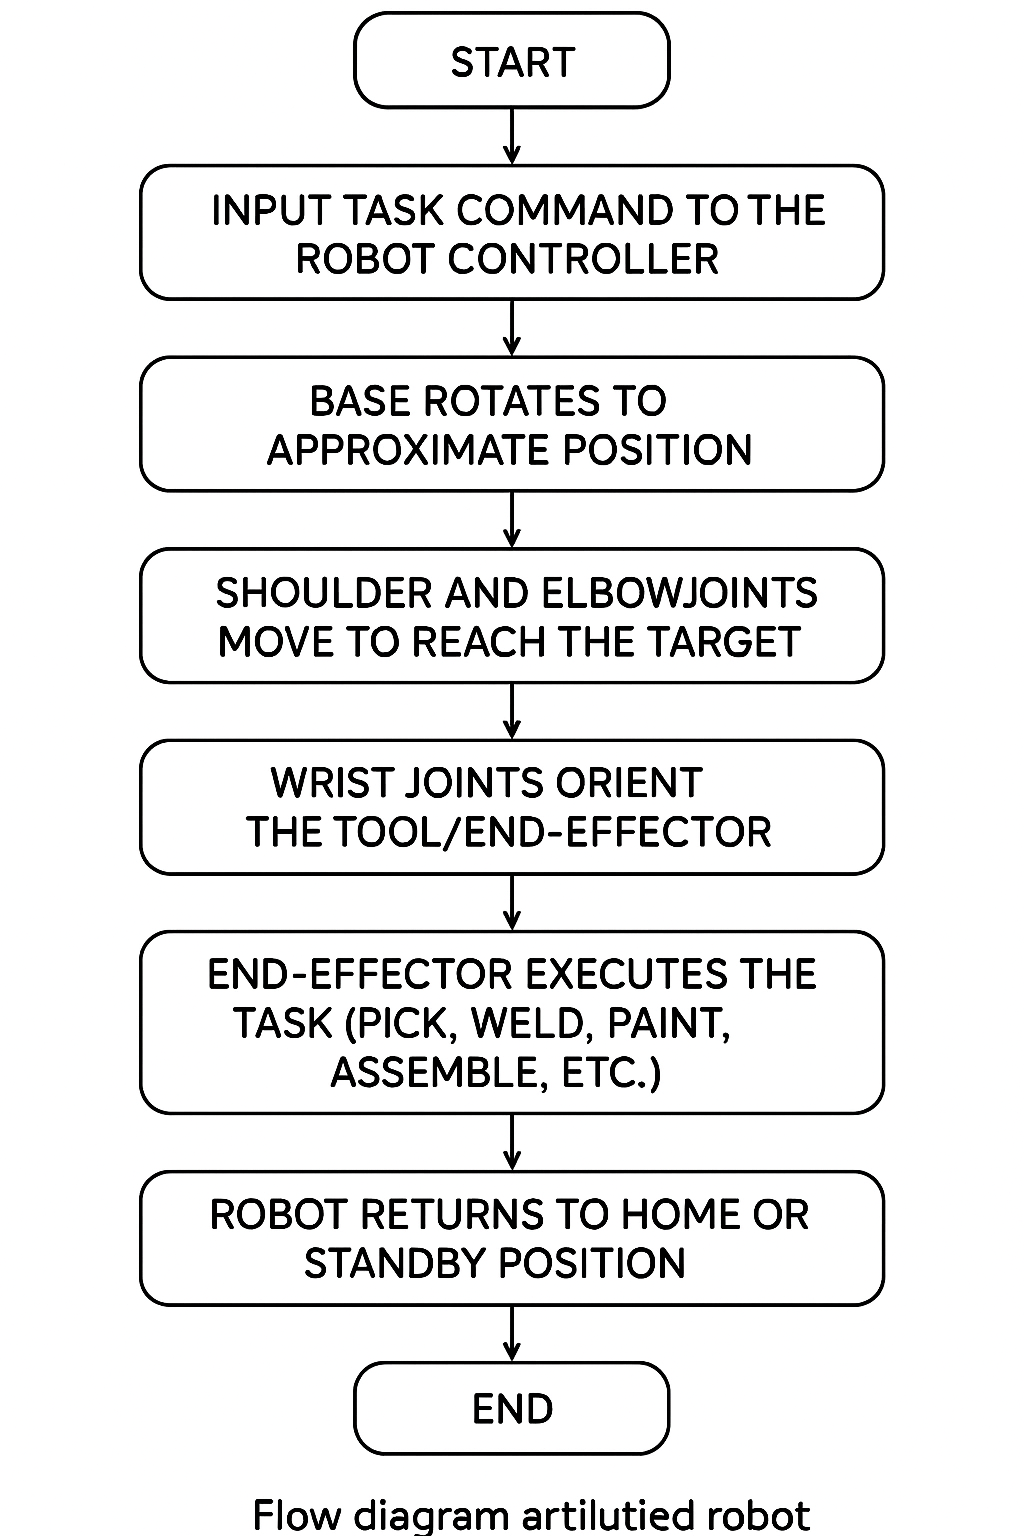 START
INPUT TASK COMMAND TO THE
ROBOT CONTROLLER
BASE ROTATES TO
APPROXIMATE POSITION
SHOULDER AND ELBOWJOINTS
MOVE TO REACH THE TARGET
WRIST JOINTS ORIENT
THE TOOL/END-EFFECTOR
END-EFFECTOR EXECUTES THE
TASK (PICK, WELD, PAINT,
ASSEMBLE, ETC.)
ROBOT RETURNS TO HOME OR
STANDBY POSITION
END
Flow diagram artilutied robot